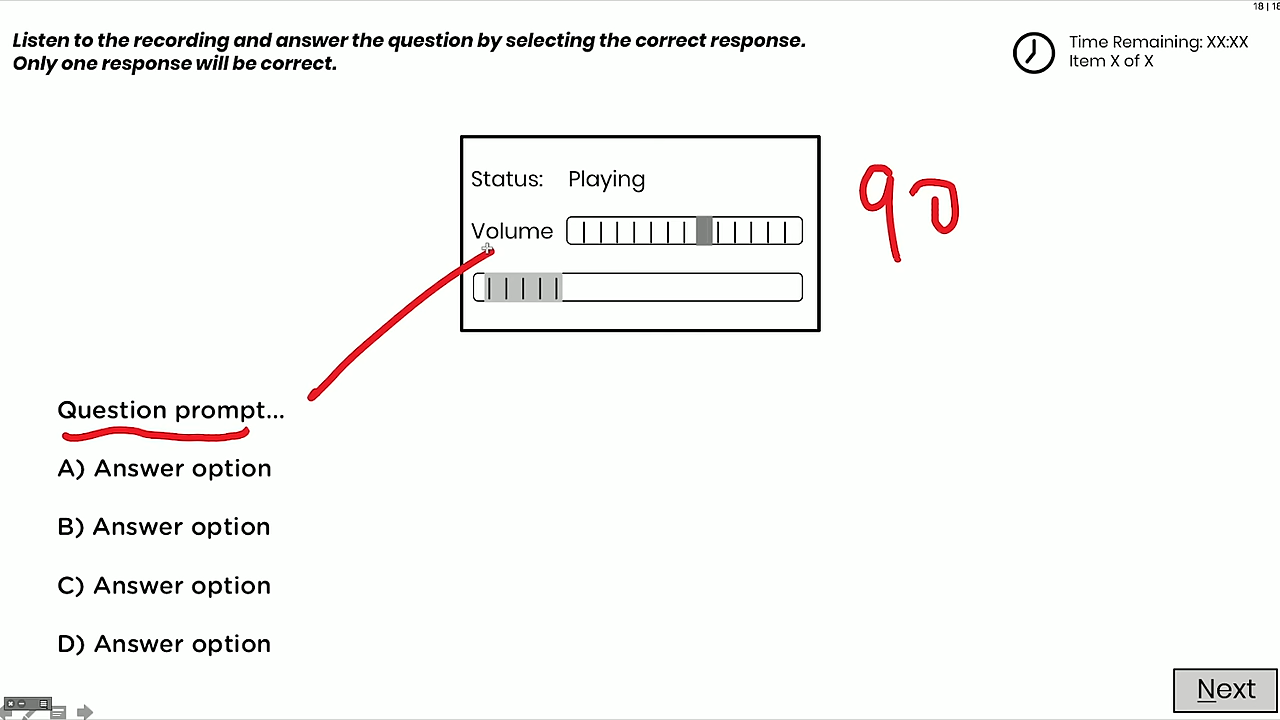 18 | 18
Listen to the recording and answer the question by selecting the correct response.
Only one response will be correct.
Time Remaining: XX:XX
Item X of X
Status: Playing
90
Volume
Question prompt...
A) Answer option
B) Answer option
C) Answer option
D) Answer option
Next